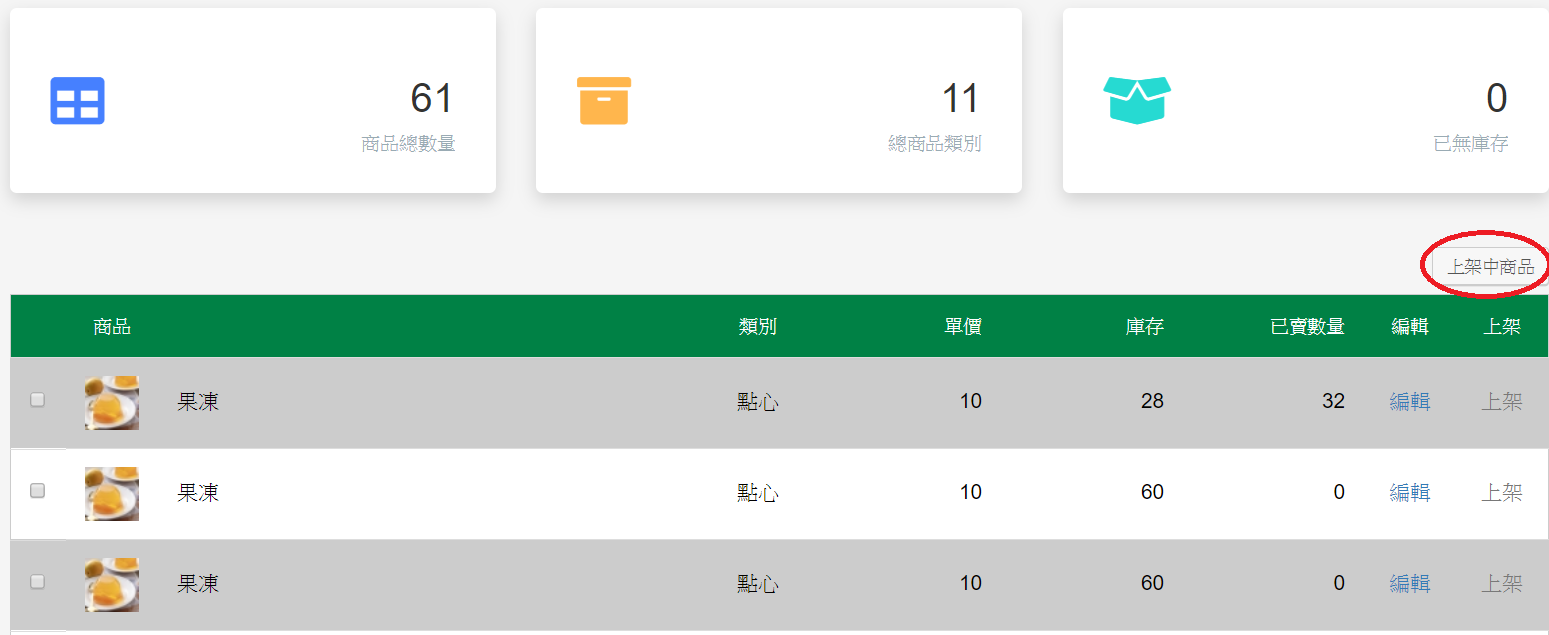 61
商品總數量
11
總商品類別
0
已無庫存
上架中商品
商品 類別 單價 庫存 已賣數量 編輯 上架
果凍 點心 10 28 32 編輯 上架
果凍 點心 10 60 0 編輯 上架
果凍 點心 10 60 0 編輯 上架